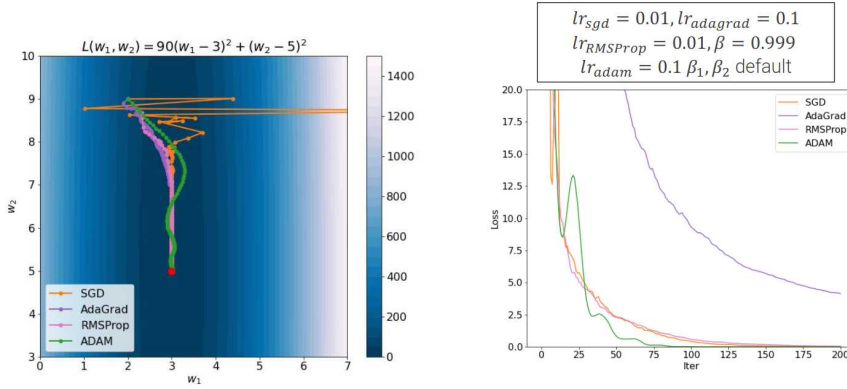 L(w₁, w₂) = 90(w₁ − 3)² + (w₂ − 5)²
10
9
8
7
6
5
4
3
w₂
0 1 2 3 4 5 6 7
w₁
SGD
AdaGrad
RMSProp
ADAM
1400
1200
1000
800
600
400
200
0
lr_sgd = 0.01, lr_adagrad = 0.1
lr_RMSProp = 0.01, β = 0.999
lr_adam = 0.1 β₁, β₂ default
20.0
17.5
15.0
12.5
10.0
7.5
5.0
2.5
0.0
Loss
0 25 50 75 100 125 150 175 200
Iter
SGD
AdaGrad
RMSProp
ADAM